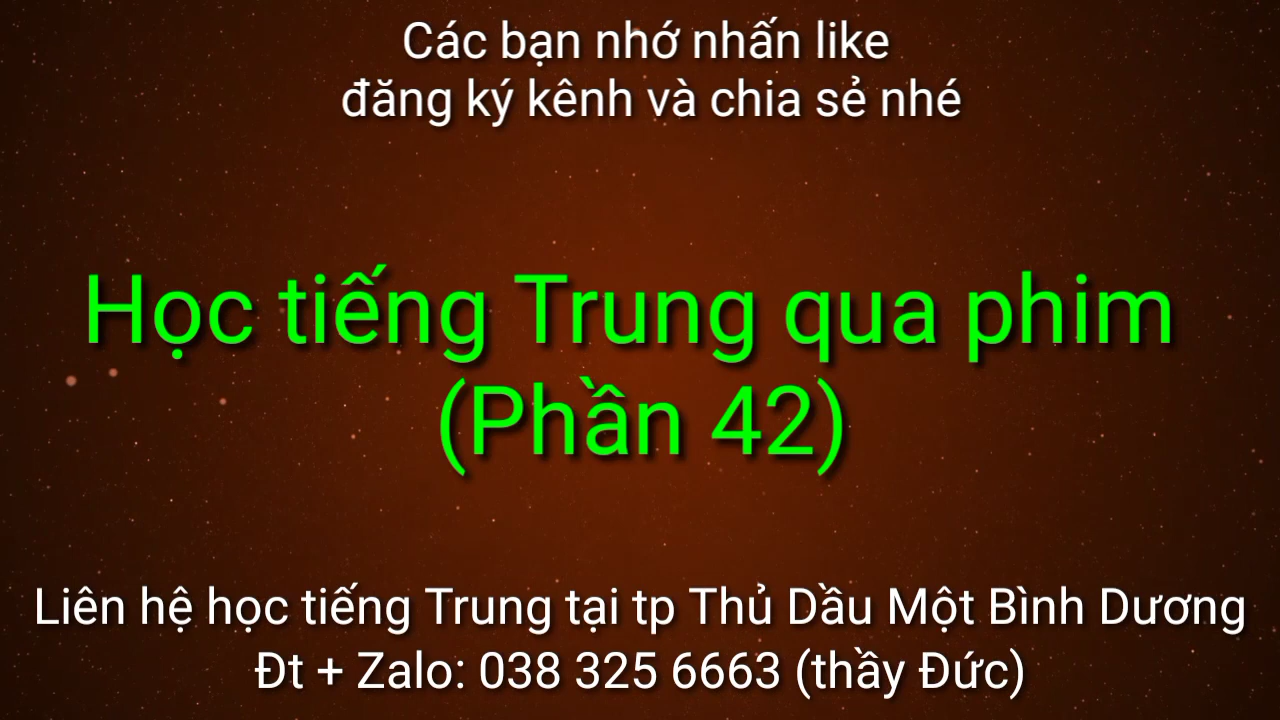 Các bạn nhớ nhấn like
đăng ký kênh và chia sẻ nhé
Học tiếng Trung qua phim
(Phần 42)
Liên hệ học tiếng Trung tại tp Thủ Dầu Một Bình Dương
Đt + Zalo: 038 325 6663 (thầy Đức)